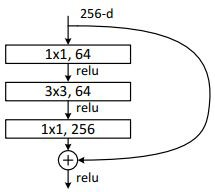 256-d
1x1, 64
relu
3x3, 64
relu
1x1, 256
+
relu